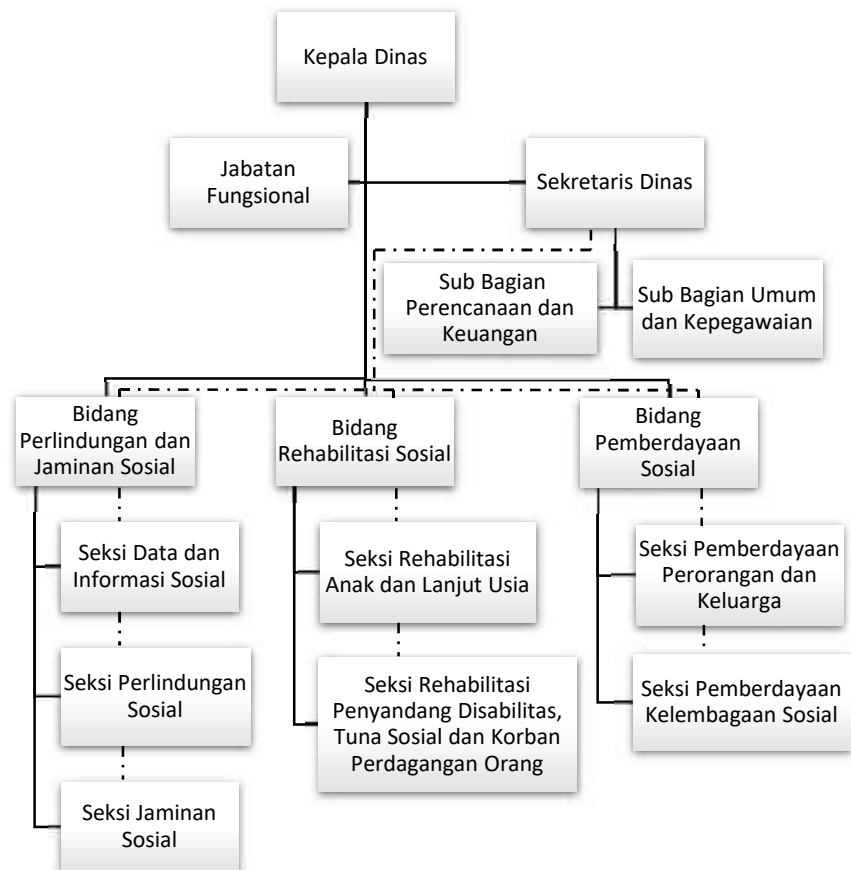 Kepala Dinas
Jabatan
Fungsional
Sekretaris Dinas
Sub Bagian
Perencanaan dan
Keuangan
Sub Bagian Umum
dan Kepegawaian
Bidang
Perlindungan dan
Jaminan Sosial
Bidang
Rehabilitasi Sosial
Bidang
Pemberdayaan
Sosial
Seksi Data dan
Informasi Sosial
Seksi Rehabilitasi
Anak dan Lanjut Usia
Seksi Pemberdayaan
Perorangan dan
Keluarga
Seksi Perlindungan
Sosial
Seksi Rehabilitasi
Penyandang Disabilitas,
Tuna Sosial dan Korban
Perdagangan Orang
Seksi Pemberdayaan
Kelembagaan Sosial
Seksi Jaminan
Sosial